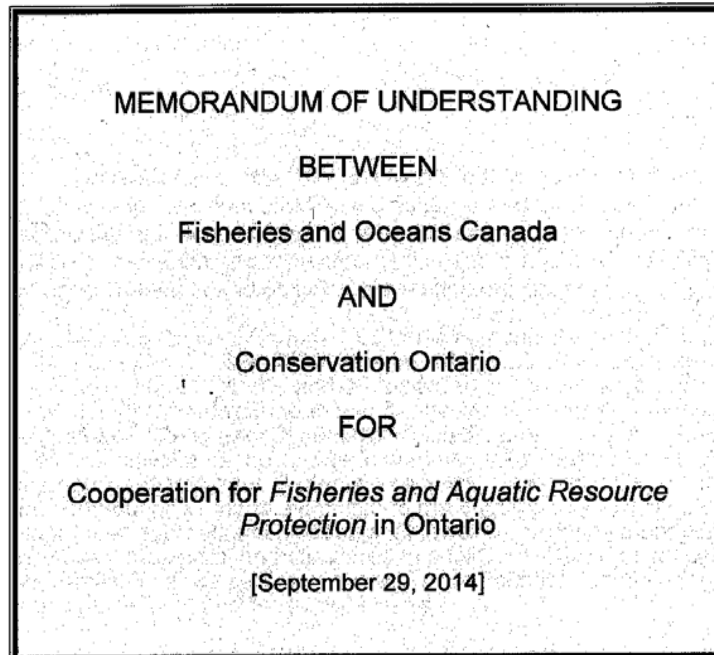 MEMORANDUM OF UNDERSTANDING
BETWEEN
Fisheries and Oceans Canada
AND
Conservation Ontario
FOR
Cooperation for Fisheries and Aquatic Resource
Protection in Ontario
[September 29, 2014]